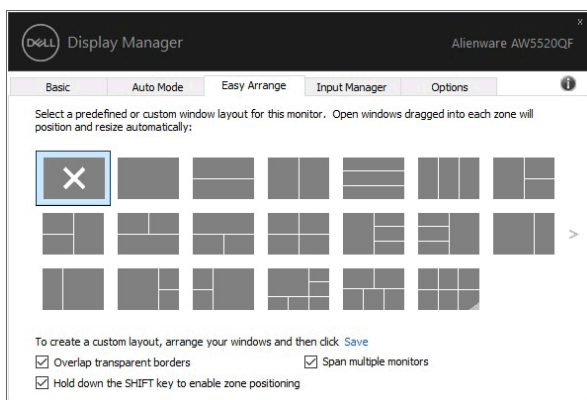 x
DELL Display Manager Alienware AW5520QF
Basic Auto Mode Easy Arrange Input Manager Options i
Select a predefined or custom window layout for this monitor. Open windows dragged into each zone will
position and resize automatically:
>
To create a custom layout, arrange your windows and then click Save
Overlap transparent borders Span multiple monitors
Hold down the SHIFT key to enable zone positioning